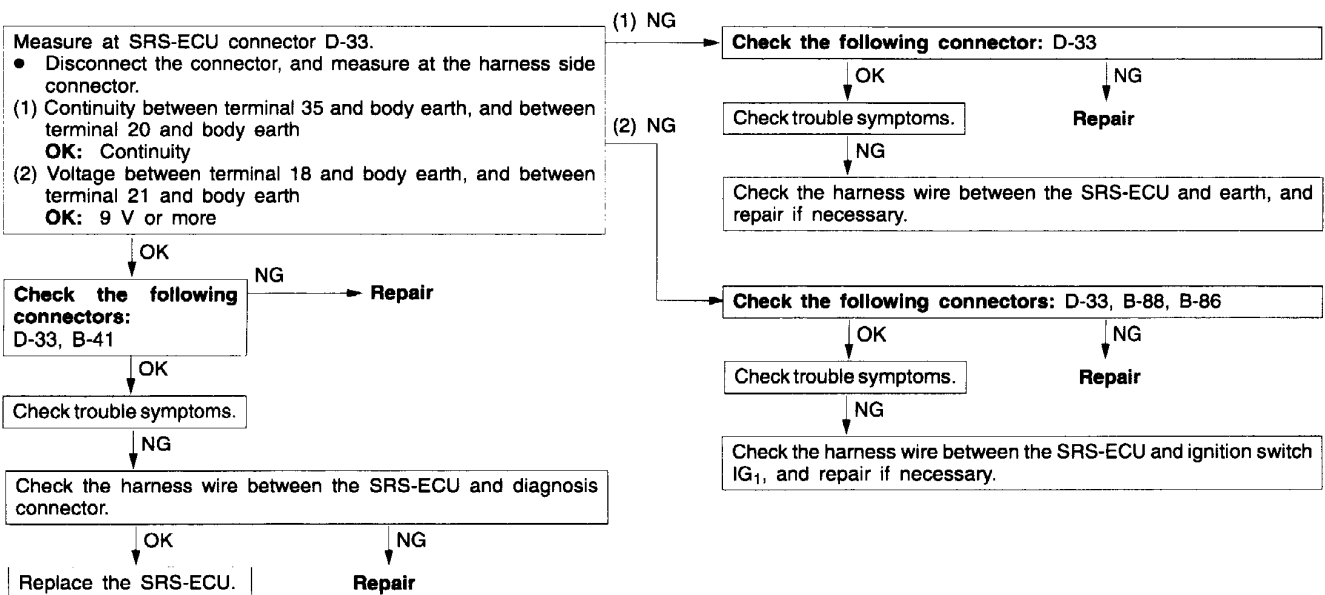 Measure at SRS-ECU connector D-33.
● Disconnect the connector, and measure at the harness side
connector.
(1) Continuity between terminal 35 and body earth, and between
terminal 20 and body earth
OK: Continuity
(2) Voltage between terminal 18 and body earth, and between
terminal 21 and body earth
OK: 9 V or more
(1) NG
Check the following connector: D-33
OK
NG
Check trouble symptoms.
Repair
NG
Check the harness wire between the SRS-ECU and earth, and
repair if necessary.
(2) NG
Check the following connectors: D-33, B-88, B-86
OK
NG
Check trouble symptoms.
Repair
NG
Check the harness wire between the SRS-ECU and ignition switch
IG1, and repair if necessary.
OK
Check the following
connectors:
D-33, B-41
NG
Repair
OK
Check trouble symptoms.
NG
Check the harness wire between the SRS-ECU and diagnosis
connector.
OK
NG
Replace the SRS-ECU.
Repair